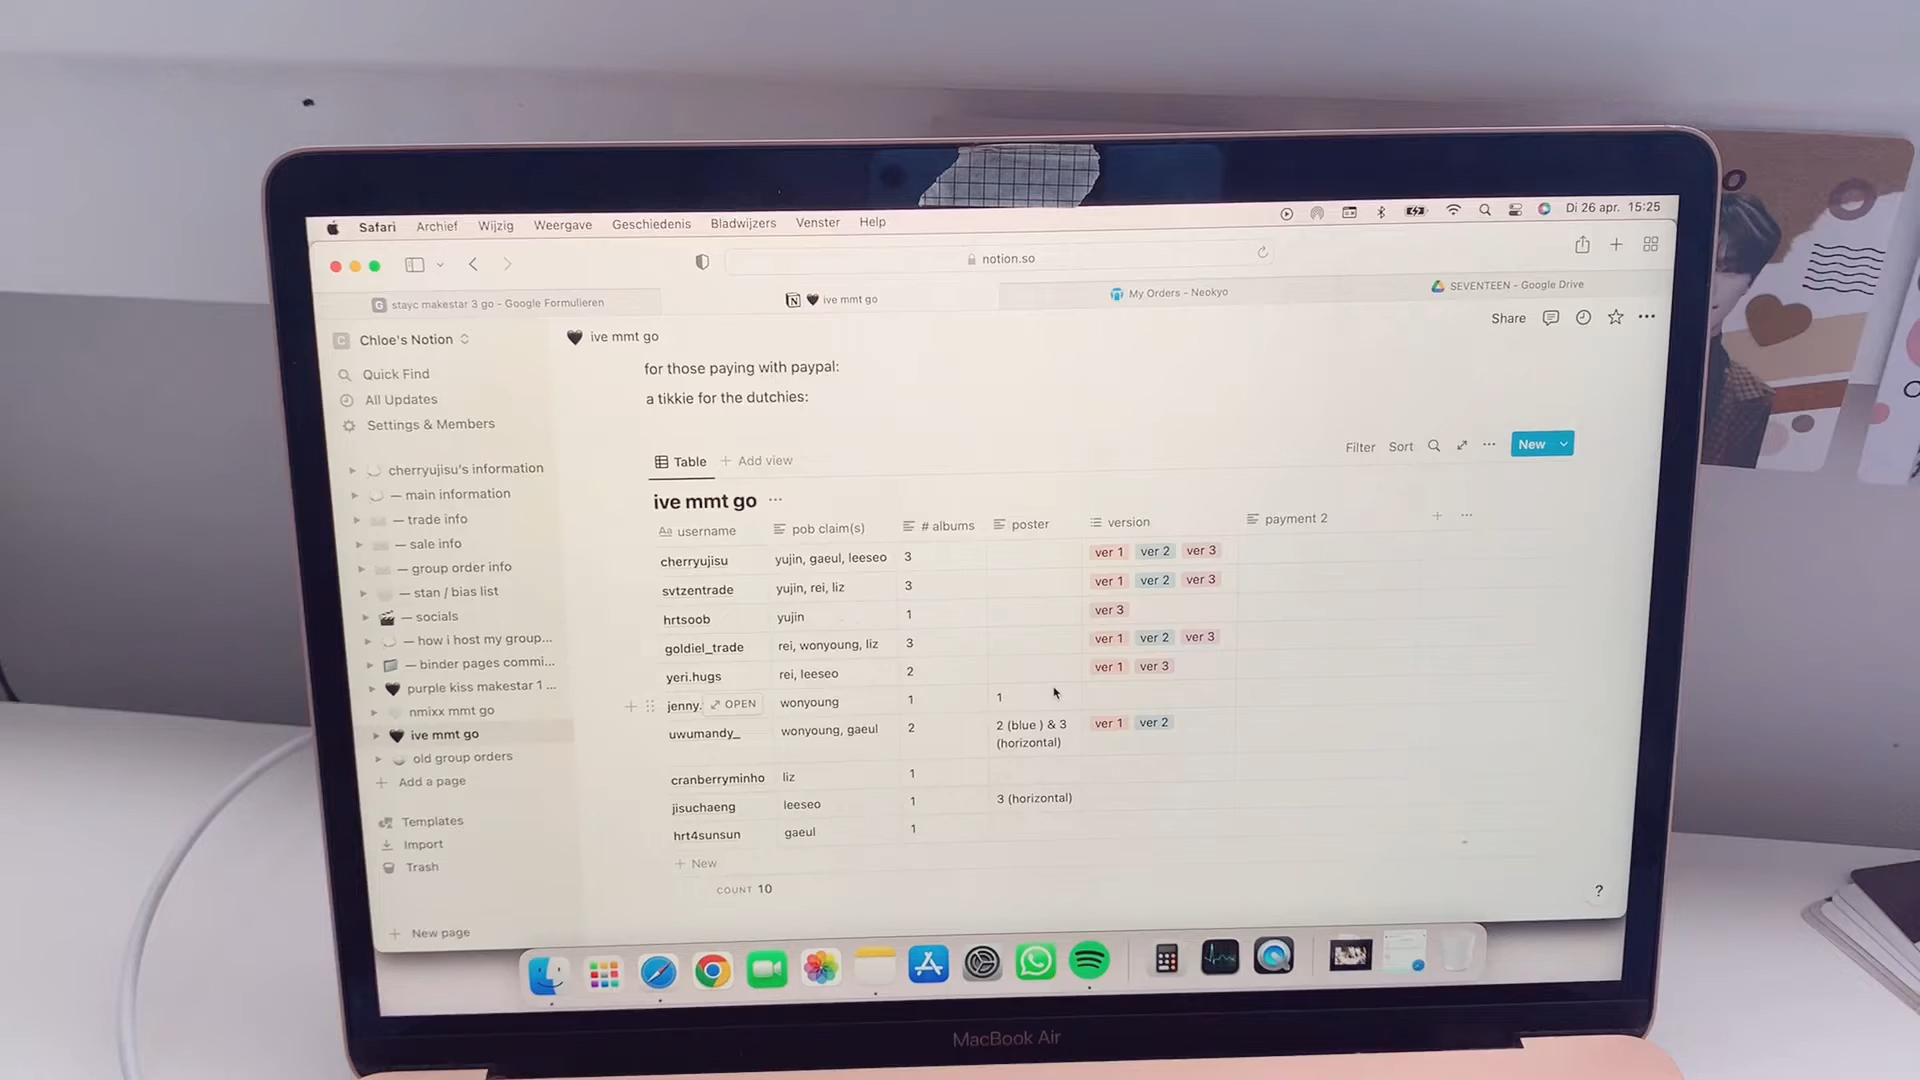 Safari Archief Wijzig Weergave Geschiedenis Bladwijzers Venster Help Di 26 apr. 15:25
notion.so
stayc makestar 3 go - Google Formulieren
ive mmt go
My Orders - Neokyo
SEVENTEEN - Google Drive
C Chloe's Notion
Quick Find
All Updates
Settings & Members
cherryujisu's information
— main information
— trade info
— sale info
— group order info
— stan / bias list
— socials
— how i host my group...
— binder pages commi...
purple kiss makestar 1 ...
nmixx mmt go
ive mmt go
old group orders
+ Add a page
Templates
Import
Trash
+ New page
ive mmt go
Share
for those paying with paypal:
a tikkie for the dutchies:
Table + Add view
Filter Sort New
ive mmt go ...
Aa username pob claim(s) # albums poster version payment 2
cherryujisu yujin, gaeul, leeseo 3 ver 1 ver 2 ver 3
svtzentrade yujin, rei, liz 3 ver 1 ver 2 ver 3
hrtsoob yujin 1 ver 3
goldiel_trade rei, wonyoung, liz 3 ver 1 ver 2 ver 3
yeri.hugs rei, leeseo 2 ver 1 ver 3
jenny. OPEN wonyoung 1 1
uwumandy_ wonyoung, gaeul 2 2 (blue ) & 3 (horizontal) ver 1 ver 2
cranberryminho liz 1
jisuchaeng leeseo 1 3 (horizontal)
hrt4sunsun gaeul 1
+ New
COUNT 10
?
MacBook Air